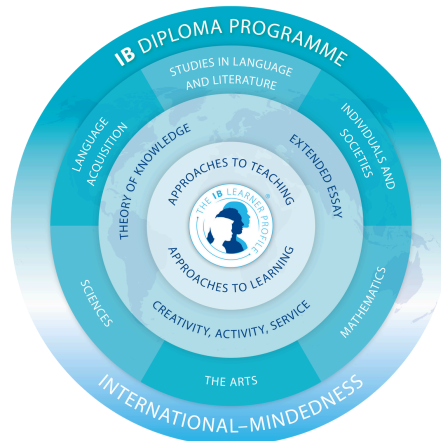 IB DIPLOMA PROGRAMME
STUDIES IN LANGUAGE
AND LITERATURE
LANGUAGE
ACQUISITION
INDIVIDUALS AND
SOCIETIES
THEORY OF KNOWLEDGE
EXTENDED ESSAY
APPROACHES TO TEACHING
THE IB LEARNER PROFILE
®
APPROACHES TO LEARNING
CREATIVITY, ACTIVITY, SERVICE
SCIENCES
MATHEMATICS
THE ARTS
INTERNATIONAL–MINDEDNESS